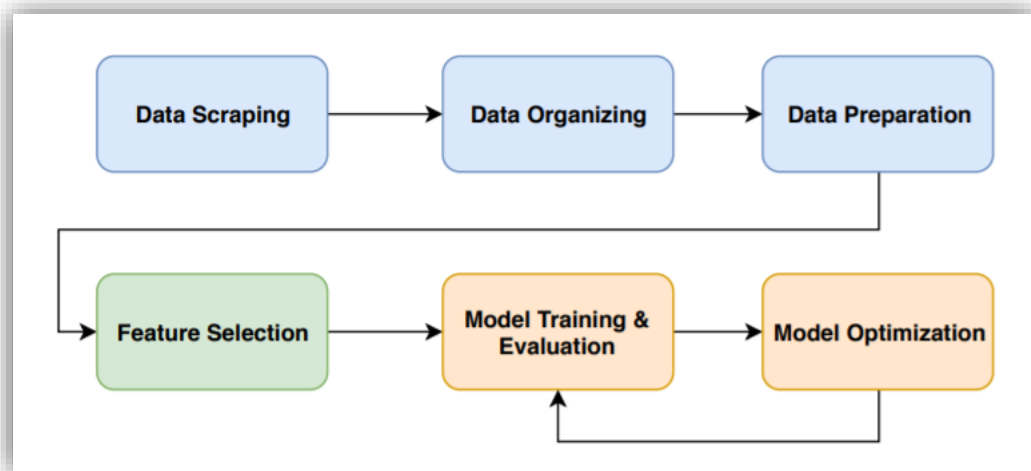 Data Scraping
Data Organizing
Data Preparation
Feature Selection
Model Training &
Evaluation
Model Optimization